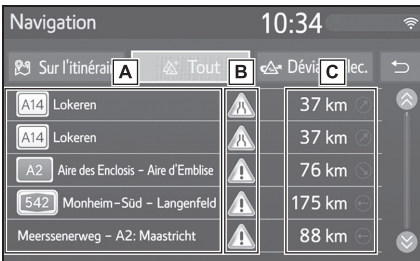 Navigation 10:34
Sur l'itinérair A Tout B Dévia C lec.
A14 Lokeren 37 km
A14 Lokeren 37 km
A2 Aire des Enclosis - Aire d'Emblise 76 km
542 Monheim-Süd - Langenfeld 175 km
Meerssenerweg - A2: Maastricht 88 km